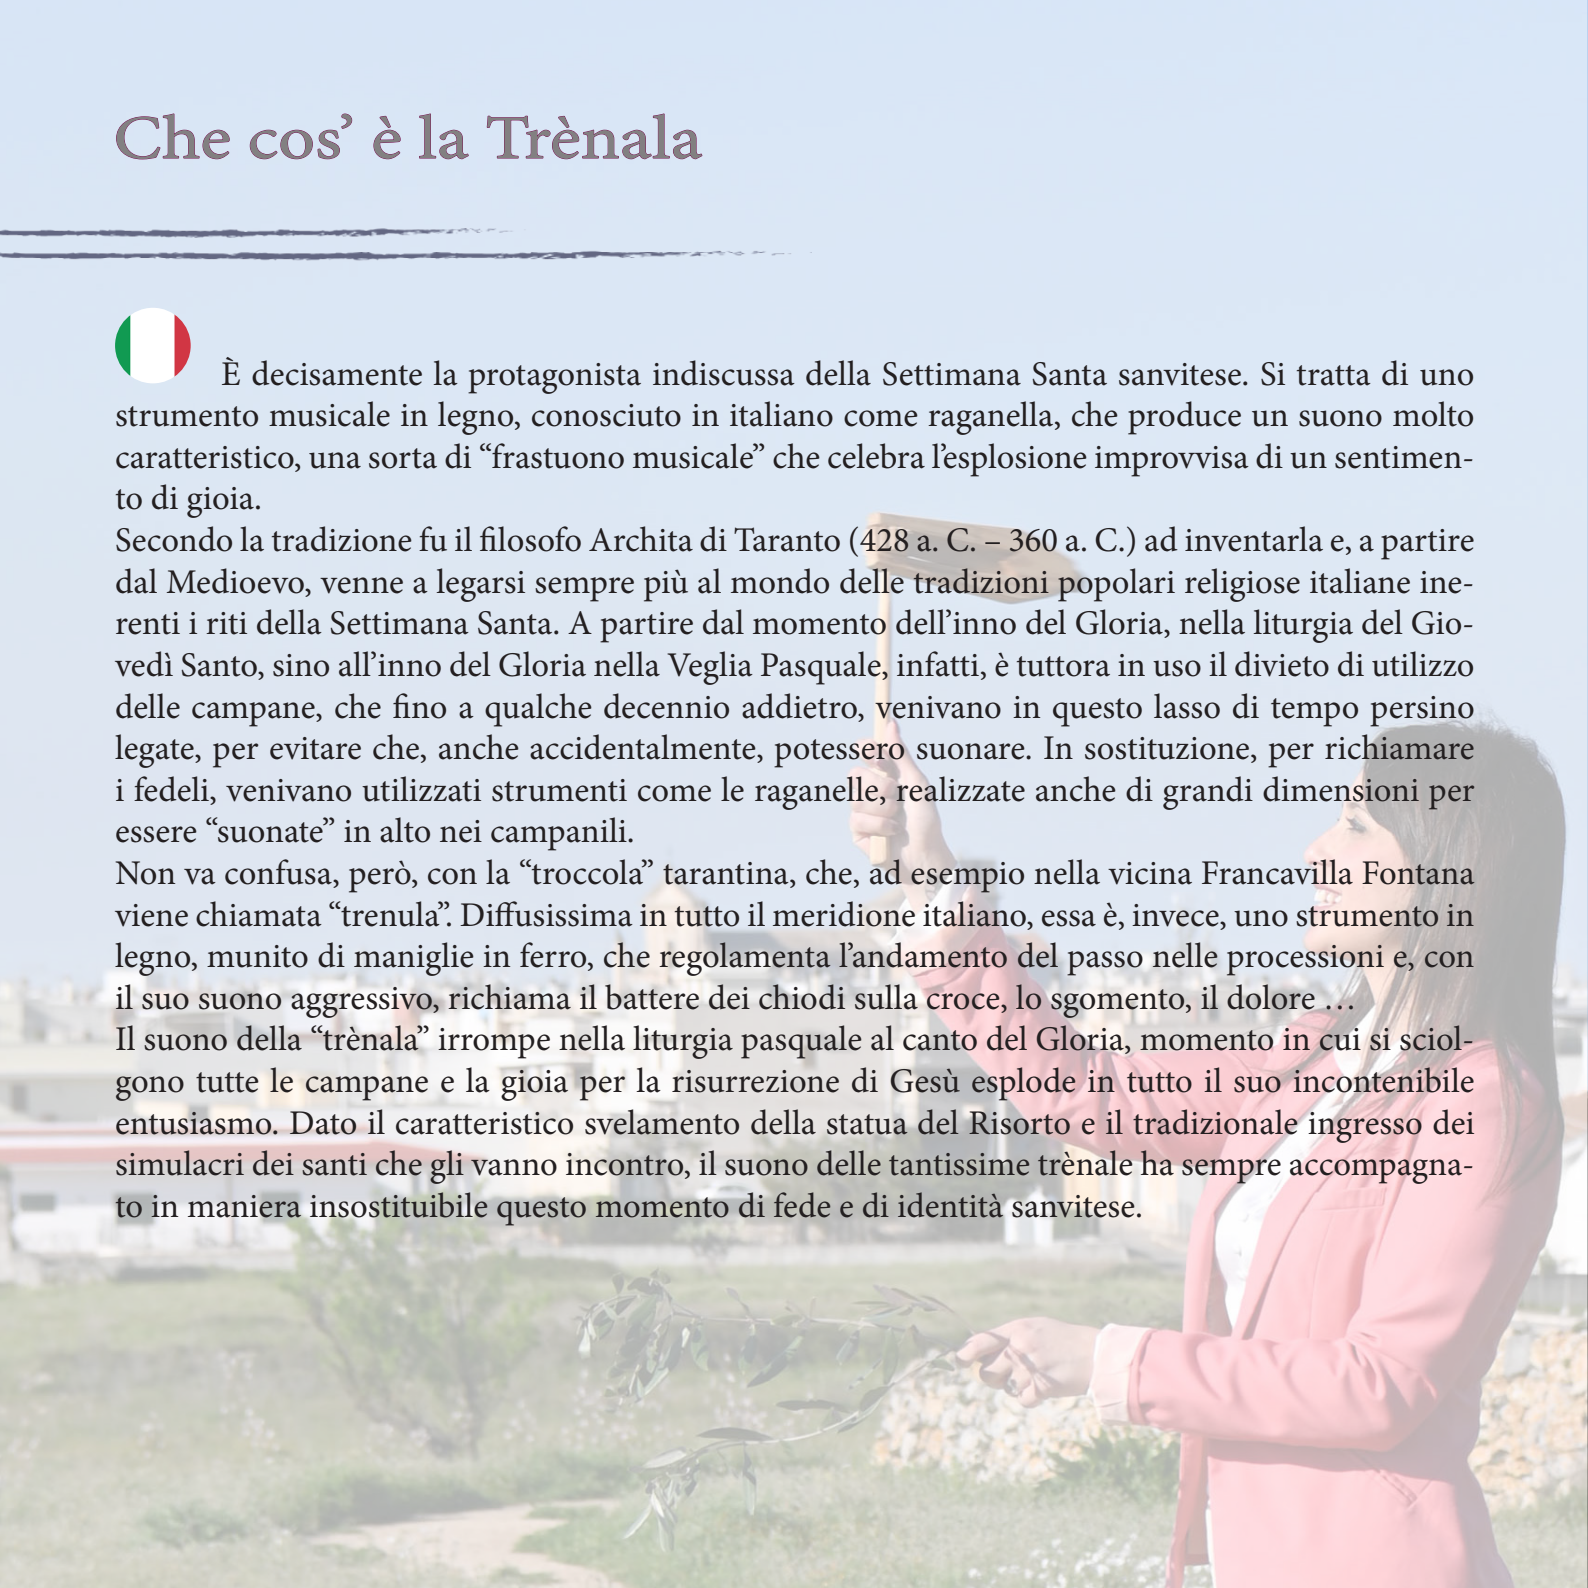 Che cos’ è la Trènala
È decisamente la protagonista indiscussa della Settimana Santa sanvitese. Si tratta di uno
strumento musicale in legno, conosciuto in italiano come raganella, che produce un suono molto
caratteristico, una sorta di “frastuono musicale” che celebra l’esplosione improvvisa di un sentimen-
to di gioia.
Secondo la tradizione fu il filosofo Archita di Taranto (428 a. C. – 360 a. C.) ad inventarla e, a partire
dal Medioevo, venne a legarsi sempre più al mondo delle tradizioni popolari religiose italiane ine-
renti i riti della Settimana Santa. A partire dal momento dell’inno del Gloria, nella liturgia del Gio-
vedì Santo, sino all’inno del Gloria nella Veglia Pasquale, infatti, è tuttora in uso il divieto di utilizzo
delle campane, che fino a qualche decennio addietro, venivano in questo lasso di tempo persino
legate, per evitare che, anche accidentalmente, potessero suonare. In sostituzione, per richiamare
i fedeli, venivano utilizzati strumenti come le raganelle, realizzate anche di grandi dimensioni per
essere “suonate” in alto nei campanili.
Non va confusa, però, con la “troccola” tarantina, che, ad esempio nella vicina Francavilla Fontana
viene chiamata “trenula”. Diffusissima in tutto il meridione italiano, essa è, invece, uno strumento in
legno, munito di maniglie in ferro, che regolamenta l’andamento del passo nelle processioni e, con
il suo suono aggressivo, richiama il battere dei chiodi sulla croce, lo sgomento, il dolore …
Il suono della “trènala” irrompe nella liturgia pasquale al canto del Gloria, momento in cui si sciol-
gono tutte le campane e la gioia per la risurrezione di Gesù esplode in tutto il suo incontenibile
entusiasmo. Dato il caratteristico svelamento della statua del Risorto e il tradizionale ingresso dei
simulacri dei santi che gli vanno incontro, il suono delle tantissime trènale ha sempre accompagna-
to in maniera insostituibile questo momento di fede e di identità sanvitese.